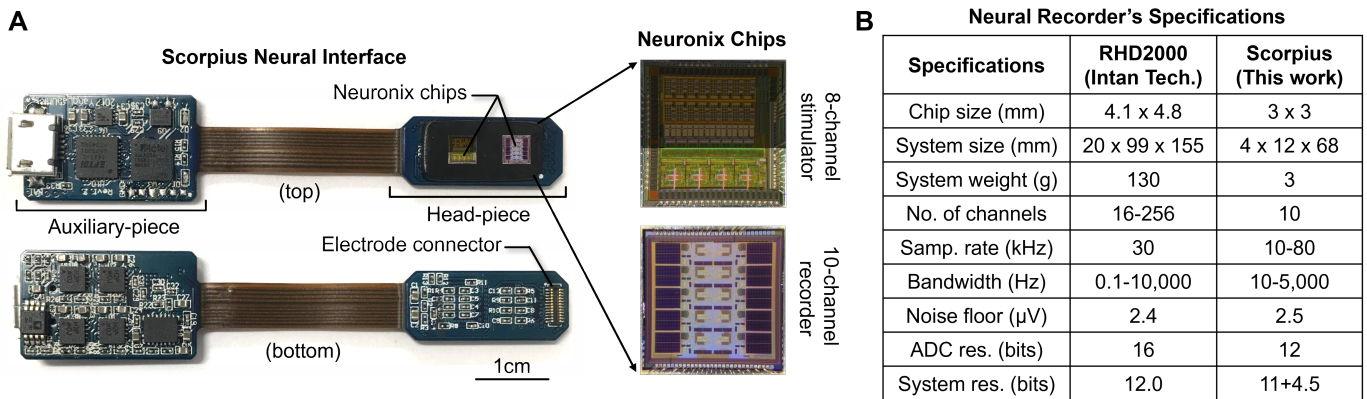 A
Scorpius Neural Interface
Neuronix chips
(top)
Auxiliary-piece
Head-piece
Electrode connector
(bottom)
1cm
Neuronix Chips
8-channel
stimulator
10-channel
recorder
B
Neural Recorder's Specifications
Specifications RHD2000 (Intan Tech.) Scorpius (This work)
Chip size (mm) 4.1 x 4.8 3 x 3
System size (mm) 20 x 99 x 155 4 x 12 x 68
System weight (g) 130 3
No. of channels 16-256 10
Samp. rate (kHz) 30 10-80
Bandwidth (Hz) 0.1-10,000 10-5,000
Noise floor (µV) 2.4 2.5
ADC res. (bits) 16 12
System res. (bits) 12.0 11+4.5